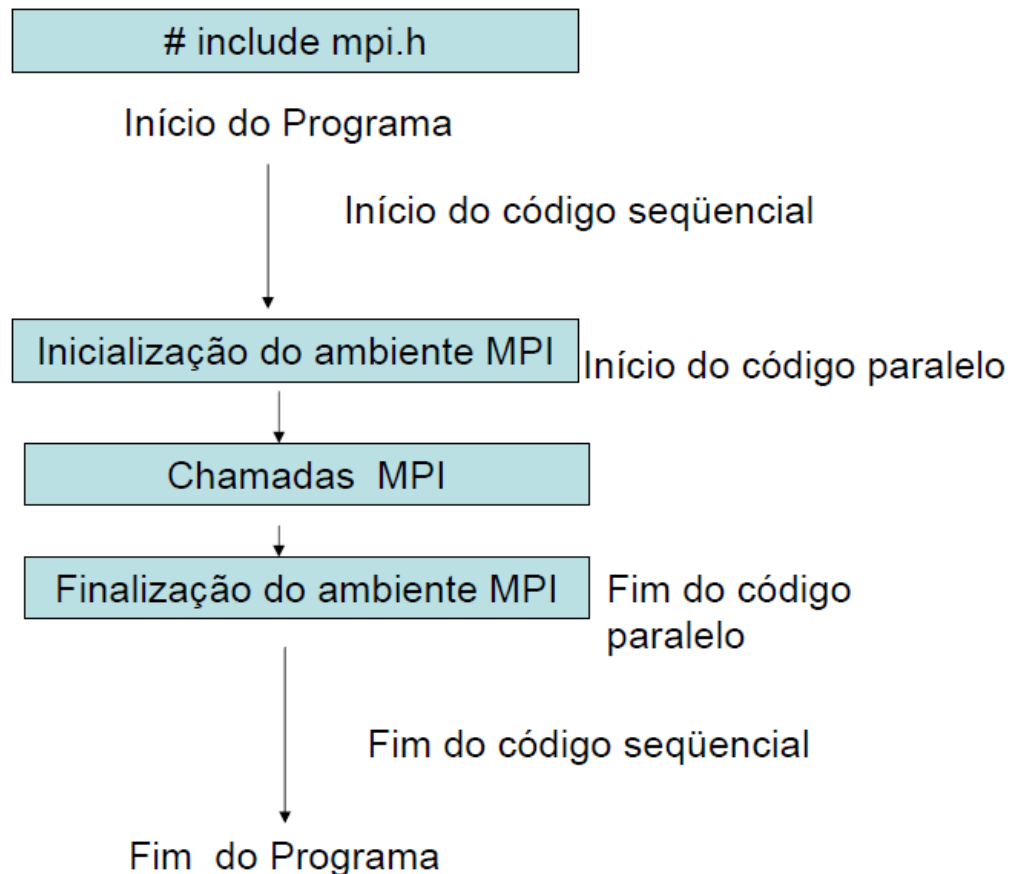 # include mpi.h
Início do Programa
Início do código seqüencial
Inicialização do ambiente MPI
Início do código paralelo
Chamadas MPI
Finalização do ambiente MPI
Fim do código
paralelo
Fim do código seqüencial
Fim do Programa